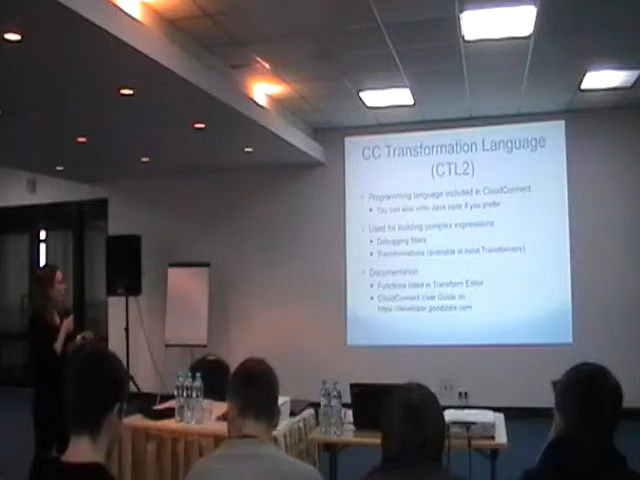 CC Transformation Language
(CTL2)
Programming language included in CloudConnect
You can also write Java code if you prefer
Used for building complex expressions
Debugging filters
Transformations (available in most Transformers)
Documentation
Functions listed in Transform Editor
CloudConnect User Guide on
https://developer.gooddata.com